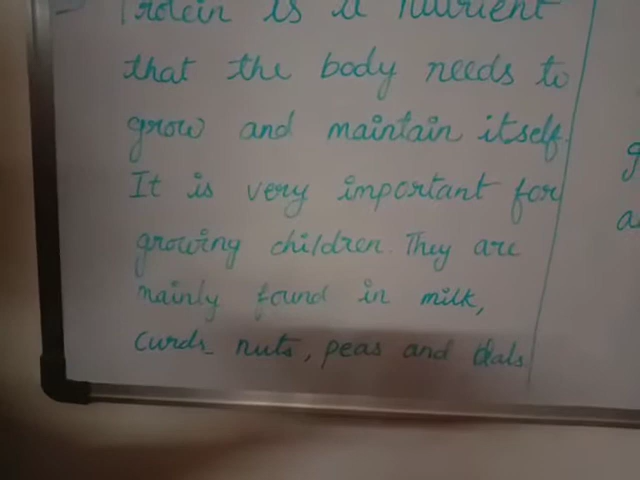 Protein is a nutrient
that the body needs to
grow and maintain itself.
It is very important for
growing children. They are
mainly found in milk,
curds, nuts, peas and dals